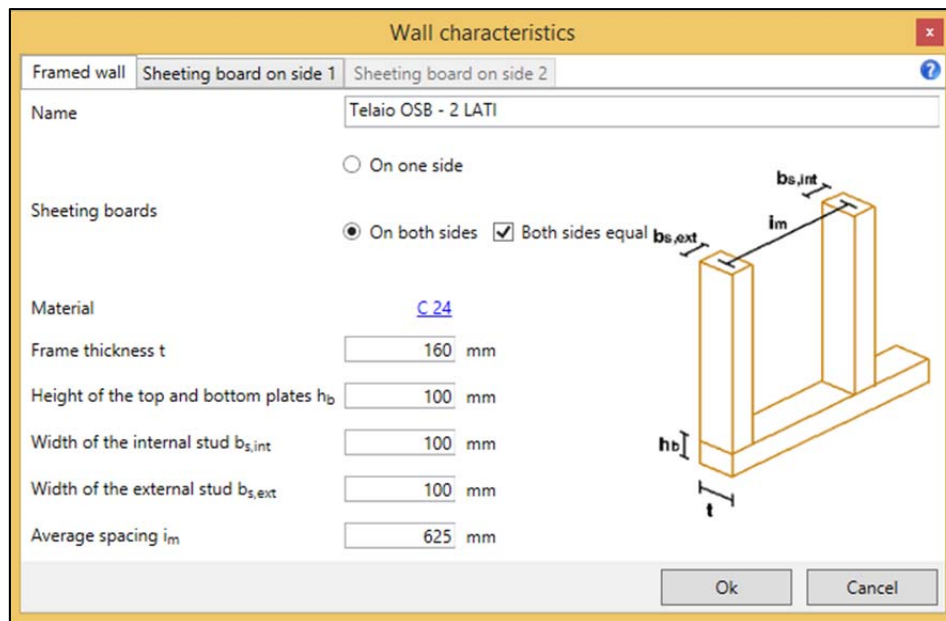 Wall characteristics
x
Framed wall Sheeting board on side 1 Sheeting board on side 2 ?
Name Telaio OSB - 2 LATI
On one side
Sheeting boards
On both sides Both sides equal
Material C 24
Frame thickness t 160 mm
Height of the top and bottom plates hb 100 mm
Width of the internal stud bs,int 100 mm
Width of the external stud bs,ext 100 mm
Average spacing im 625 mm
bs,int
im
bs,ext
hb
t
Ok Cancel